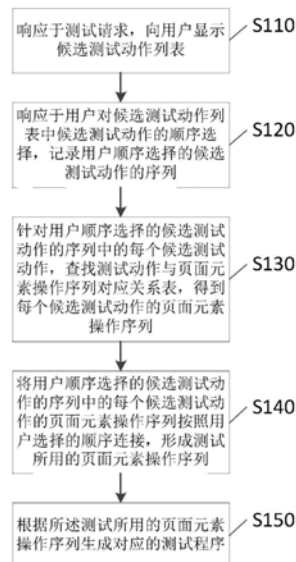 响应于测试请求，向用户显示
候选测试动作列表
S110
响应于用户对候选测试动作列
表中候选测试动作的顺序选
择，记录用户顺序选择的候选
测试动作的序列
S120
针对用户顺序选择的候选测试
动作的序列中的每个候选测试
动作，查找测试动作与页面元
素操作序列对应关系表，得到
每个候选测试动作的页面元素
操作序列
S130
将用户顺序选择的候选测试动
作的序列中的每个候选测试动
作的页面元素操作序列按照用
户选择的顺序连接，形成测试
所用的页面元素操作序列
S140
根据所述测试所用的页面元素
操作序列生成对应的测试程序
S150